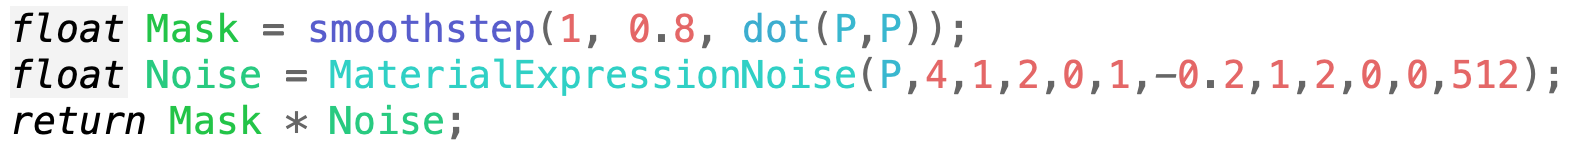 float Mask = smoothstep(1, 0.8, dot(P,P));
float Noise = MaterialExpressionNoise(P,4,1,2,0,1,-0.2,1,2,0,0,512);
return Mask * Noise;